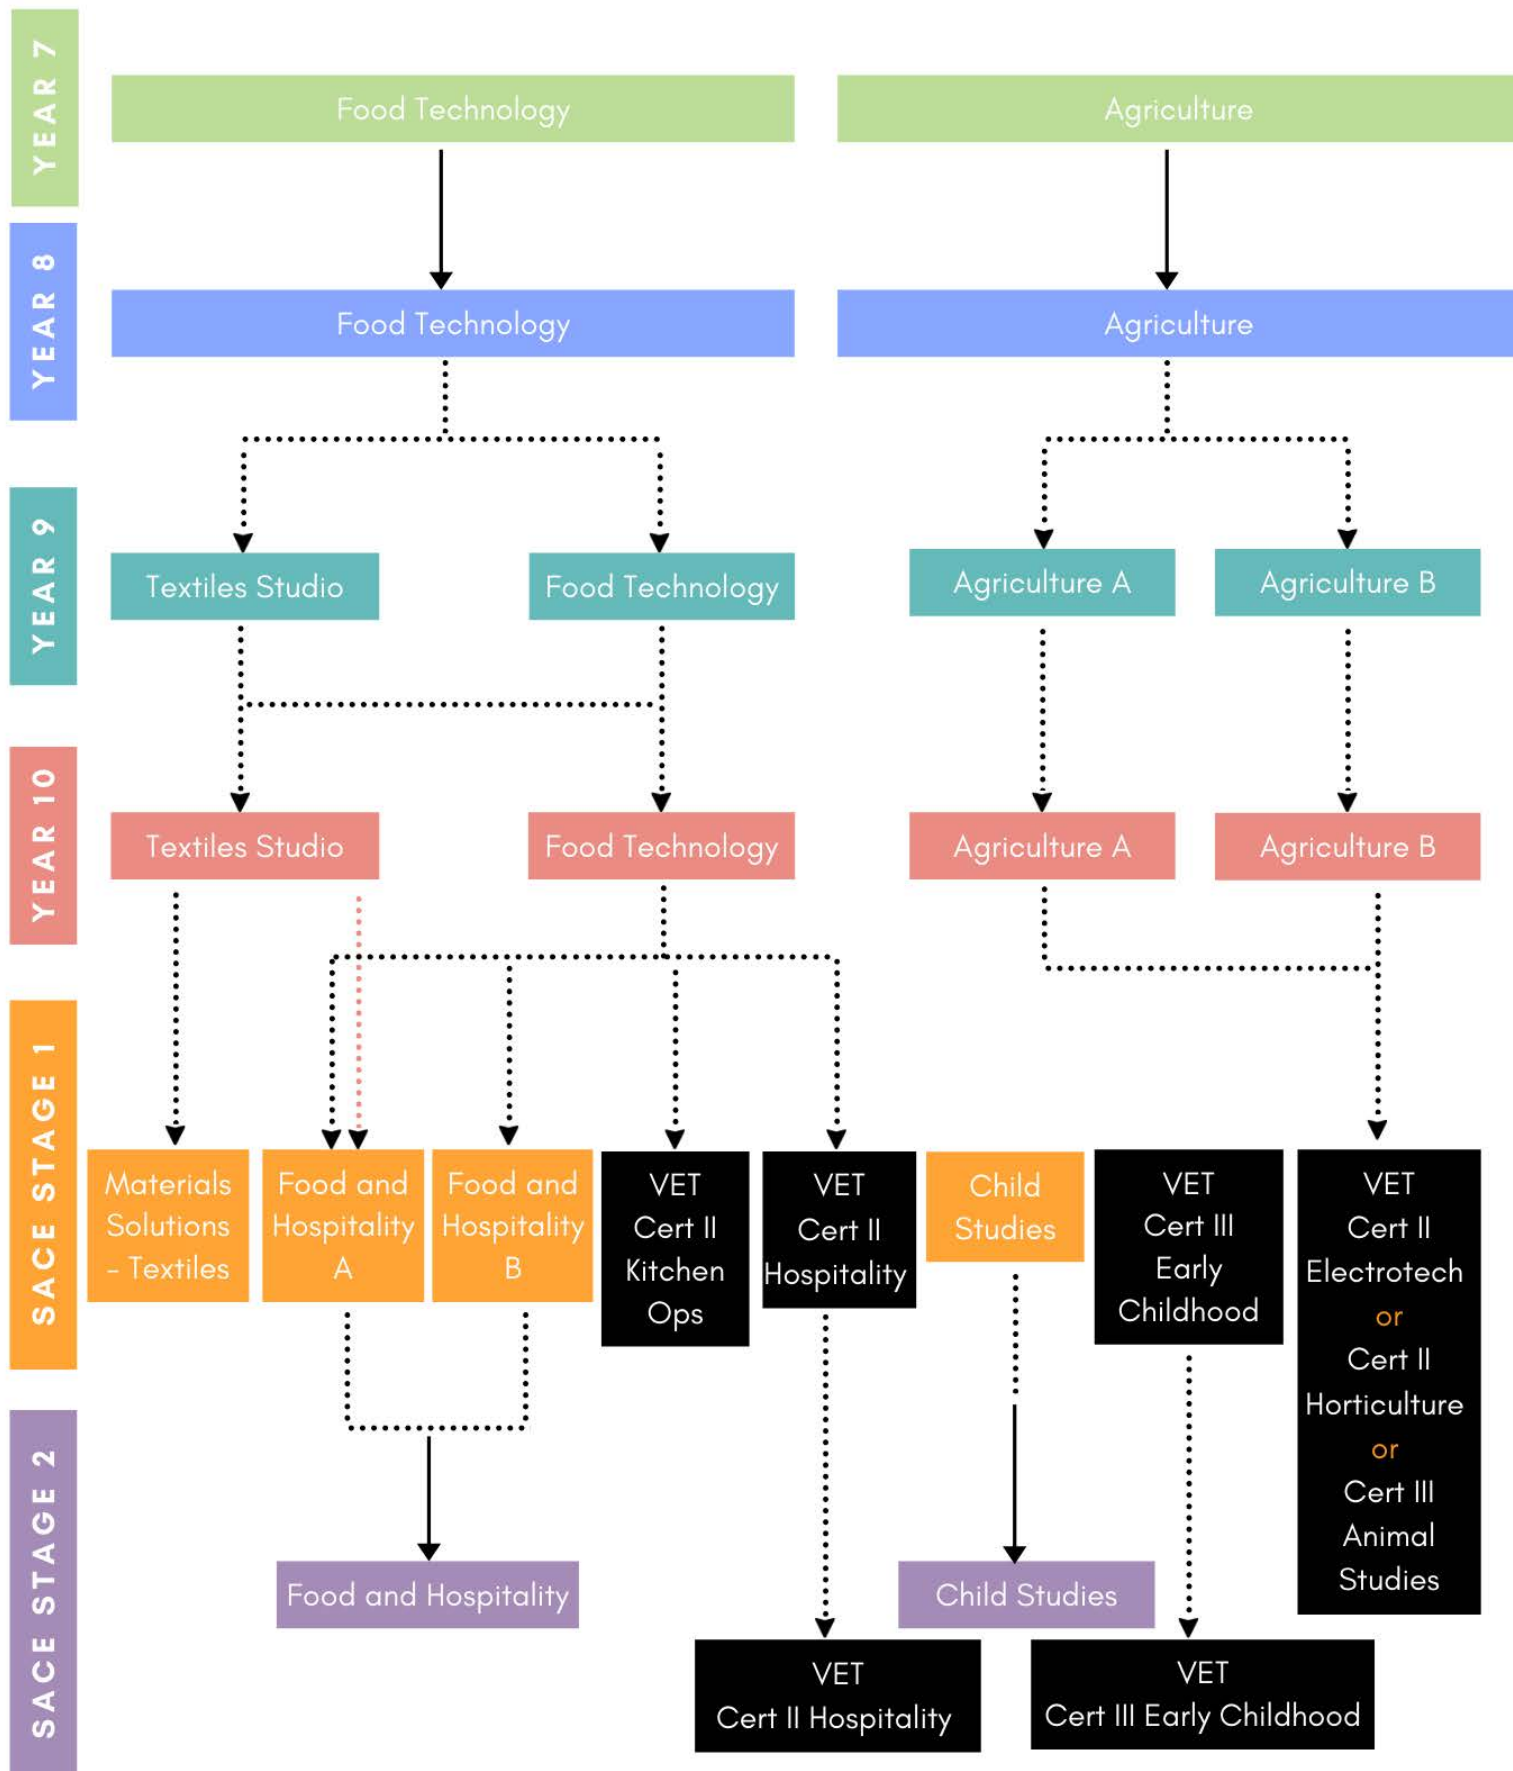 YEAR 7
Food Technology
Agriculture
YEAR 8
Food Technology
Agriculture
YEAR 9
Textiles Studio
Food Technology
Agriculture A
Agriculture B
YEAR 10
Textiles Studio
Food Technology
Agriculture A
Agriculture B
SACE STAGE 1
Materials
Solutions
- Textiles
Food and
Hospitality
A
Food and
Hospitality
B
VET
Cert II
Kitchen
Ops
VET
Cert II
Hospitality
Child
Studies
VET
Cert III
Early
Childhood
VET
Cert II
Electrotech
or
Cert II
Horticulture
or
Cert III
Animal
Studies
SACE STAGE 2
Food and Hospitality
Child Studies
VET
Cert II Hospitality
VET
Cert III Early Childhood